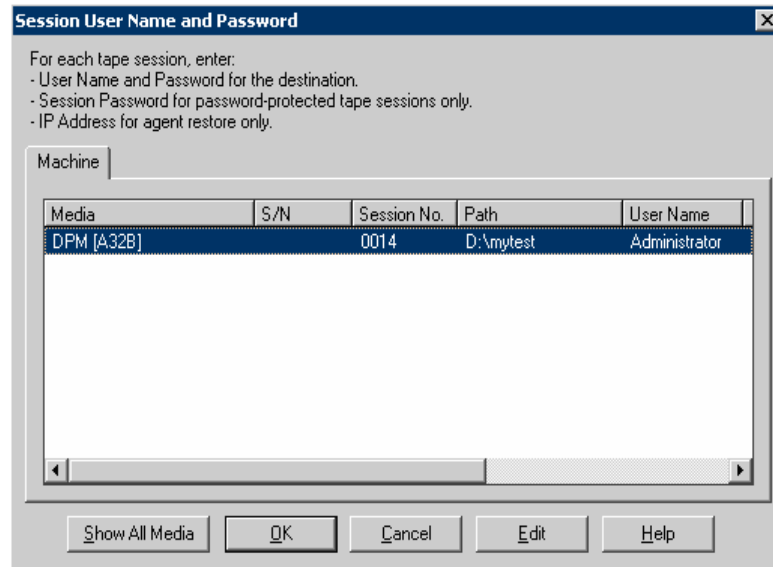 Session User Name and Password
For each tape session, enter:
- User Name and Password for the destination.
- Session Password for password-protected tape sessions only.
- IP Address for agent restore only.
Machine
Media S/N Session No. Path User Name
DPM [A32B] 0014 D:\mytest Administrator
Show All Media OK Cancel Edit Help